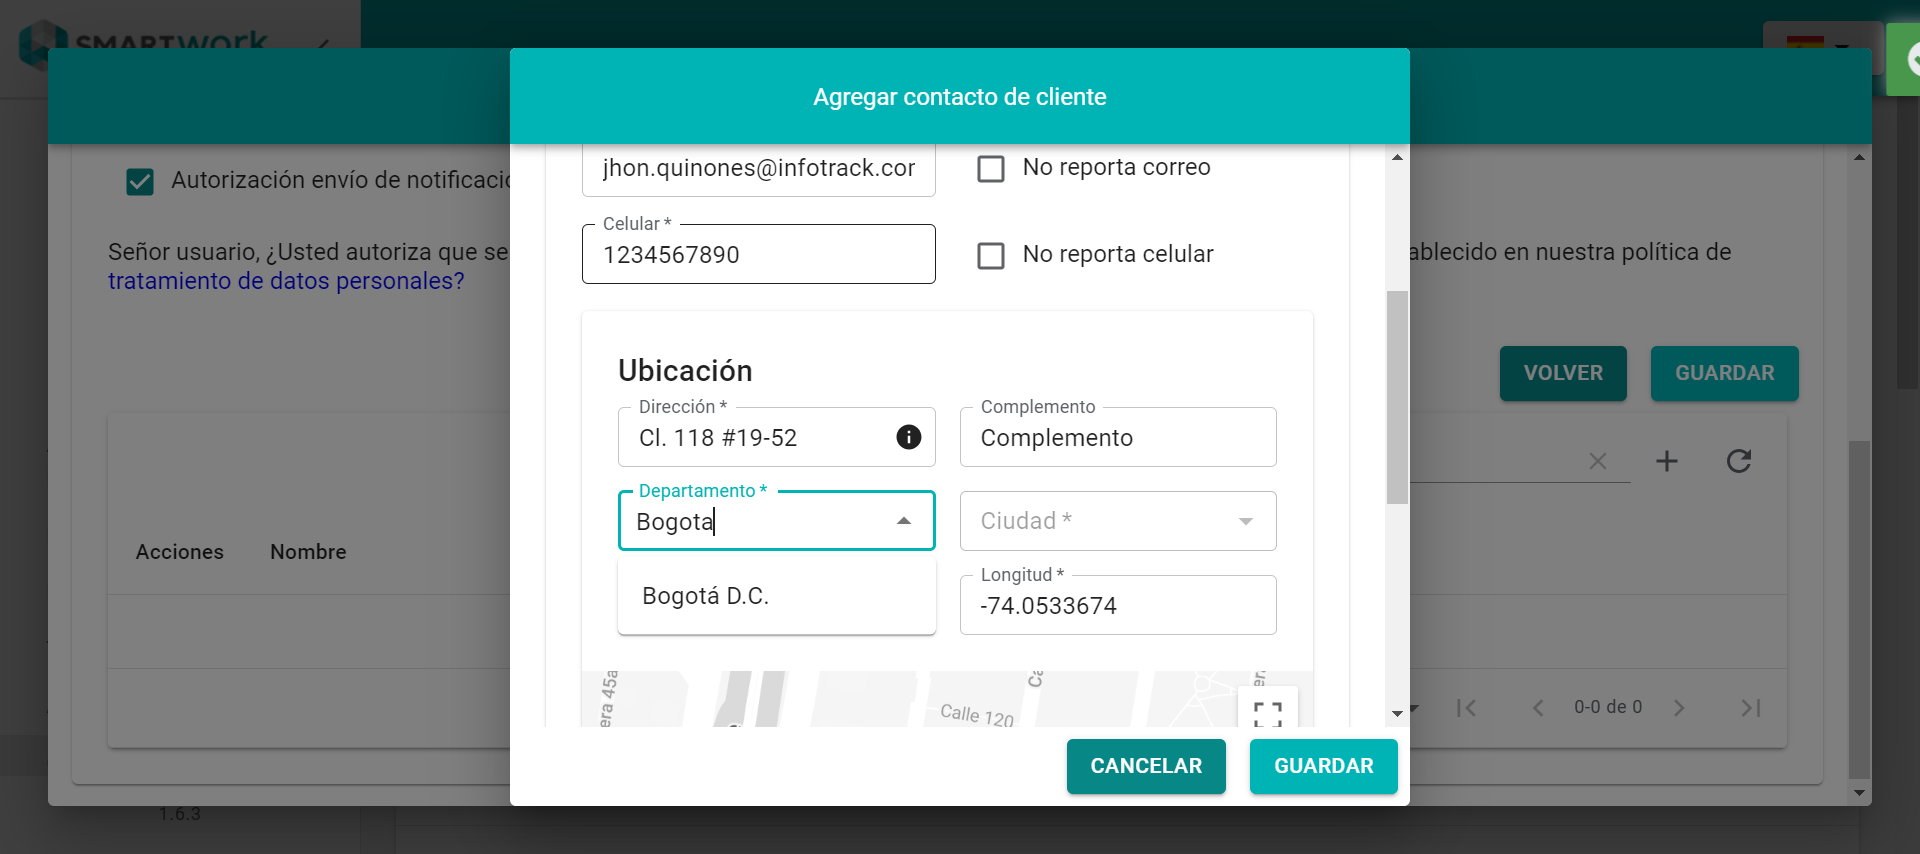 SMARTWORK
Agregar contacto de cliente
jhon.quinones@infotrack.cor
No reporta correo
Autorización envío de notificacio
Celular *
1234567890
No reporta celular
Señor usuario, ¿Usted autoriza que se
ablecido en nuestra política de
tratamiento de datos personales?
Ubicación
VOLVER
GUARDAR
Dirección *
Cl. 118 #19-52
Complemento
Complemento
Departamento *
Bogota
Ciudad *
Acciones
Nombre
Bogotá D.C.
Longitud *
-74.0533674
era 45a
Calle 120
Ca
0-0 de 0
CANCELAR
GUARDAR
1.6.3